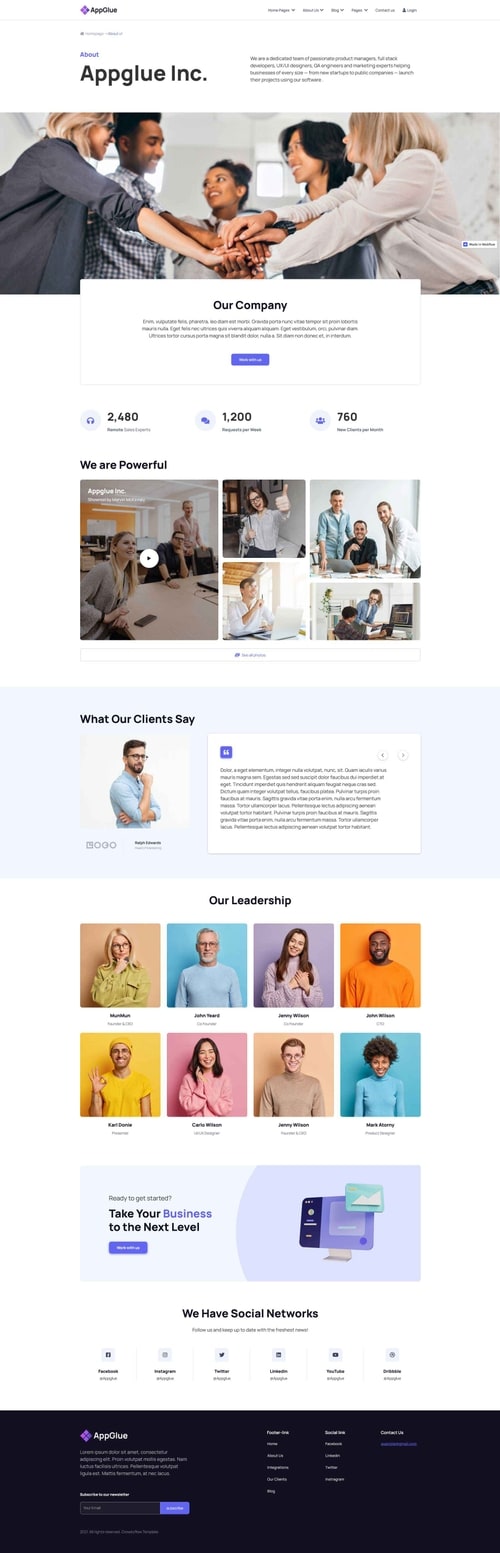 AppGlue
Home Pages
About Us
Blog
Pages
Contact us
Login
Homepage > About us
About
Appglue Inc.
We are a dedicated team of passionate product managers, full stack
developers, UX/UI designers, QA engineers and marketing experts helping
businesses of every size — from new startups to public companies — launch
their projects using our software.
Made in Webflow
Our Company
Enim, vulputate felis, pharetra, leo diam est morbi. Gravida porta nunc vitae tempor sit proin lobortis
mauris nulla. Eget felis nec ultrices quis viverra aliquam aliquam. Eget vestibulum, orci, pulvinar diam
Ultrices tortor cursus porta magna sit blandit dolor nulla a. Sit diam non donec et, in interdum.
Work with us
2,480
Remote Sales Experts
1,200
Requests per Week
760
New Clients per Month
We are Powerful
Appglue Inc.
See all photos
What Our Clients Say
Dolor, a eget elementum, integer nulla volutpat, nunc, sit. Quam iaculis varius
mauris magna sem. Egestas sed sed suscipit dolor faucibus dui imperdiet at
eget. Tincidunt imperdiet quis hendrerit aliquam feugiat neque cras sed.
Dictum quam integer volutpat tellus, faucibus platea. Pulvinar turpis proin
faucibus at mauris. Sagittis gravida vitae porta enim, nulla arcu fermentum
massa. Tortor ullamcorper lacus. Pellentesque lectus adipiscing aenean
volutpat tortor habitant. Pulvinar turpis proin faucibus at mauris. Sagittis
gravida vitae porta enim, nulla arcu fermentum massa. Tortor ullamcorper
lacus. Pellentesque lectus adipiscing aenean volutpat tortor habitant.
LOGO
Ralph Edwards
Our Leadership
MunMun
Founder & CEO
John Yeard
Co Founder
Jenny Wilson
Co Founder
John Wilson
CTO
Karl Donie
Presenter
Carlo Wilson
UI/UX Designer
Jenny Wilson
Founder & CEO
Mark Atorny
Product Designer
Ready to get started?
Take Your Business
to the Next Level
Work with us
We Have Social Networks
Follow us and keep up to date with the freshest news!
Facebook
@Appglue
Instagram
@Appglue
Twitter
@Appglue
Linkedin
@Appglue
YouTube
@Appglue
Dribbble
@Appglue
AppGlue
Lorem ipsum dolor sit amet, consectetur
adipiscing elit. Proin volutpat mollis egestas. Nam
luctus facilisis ultrices. Pellentesque volutpat
ligula est. Mattis fermentum, at nec lacus.
Subscribe to our newsletter
Your Email
subscribe
Footer-link
Home
About Us
Integrations
Our Clients
Blog
Social link
Facebook
Linkedin
Twitter
Instragram
Contact Us